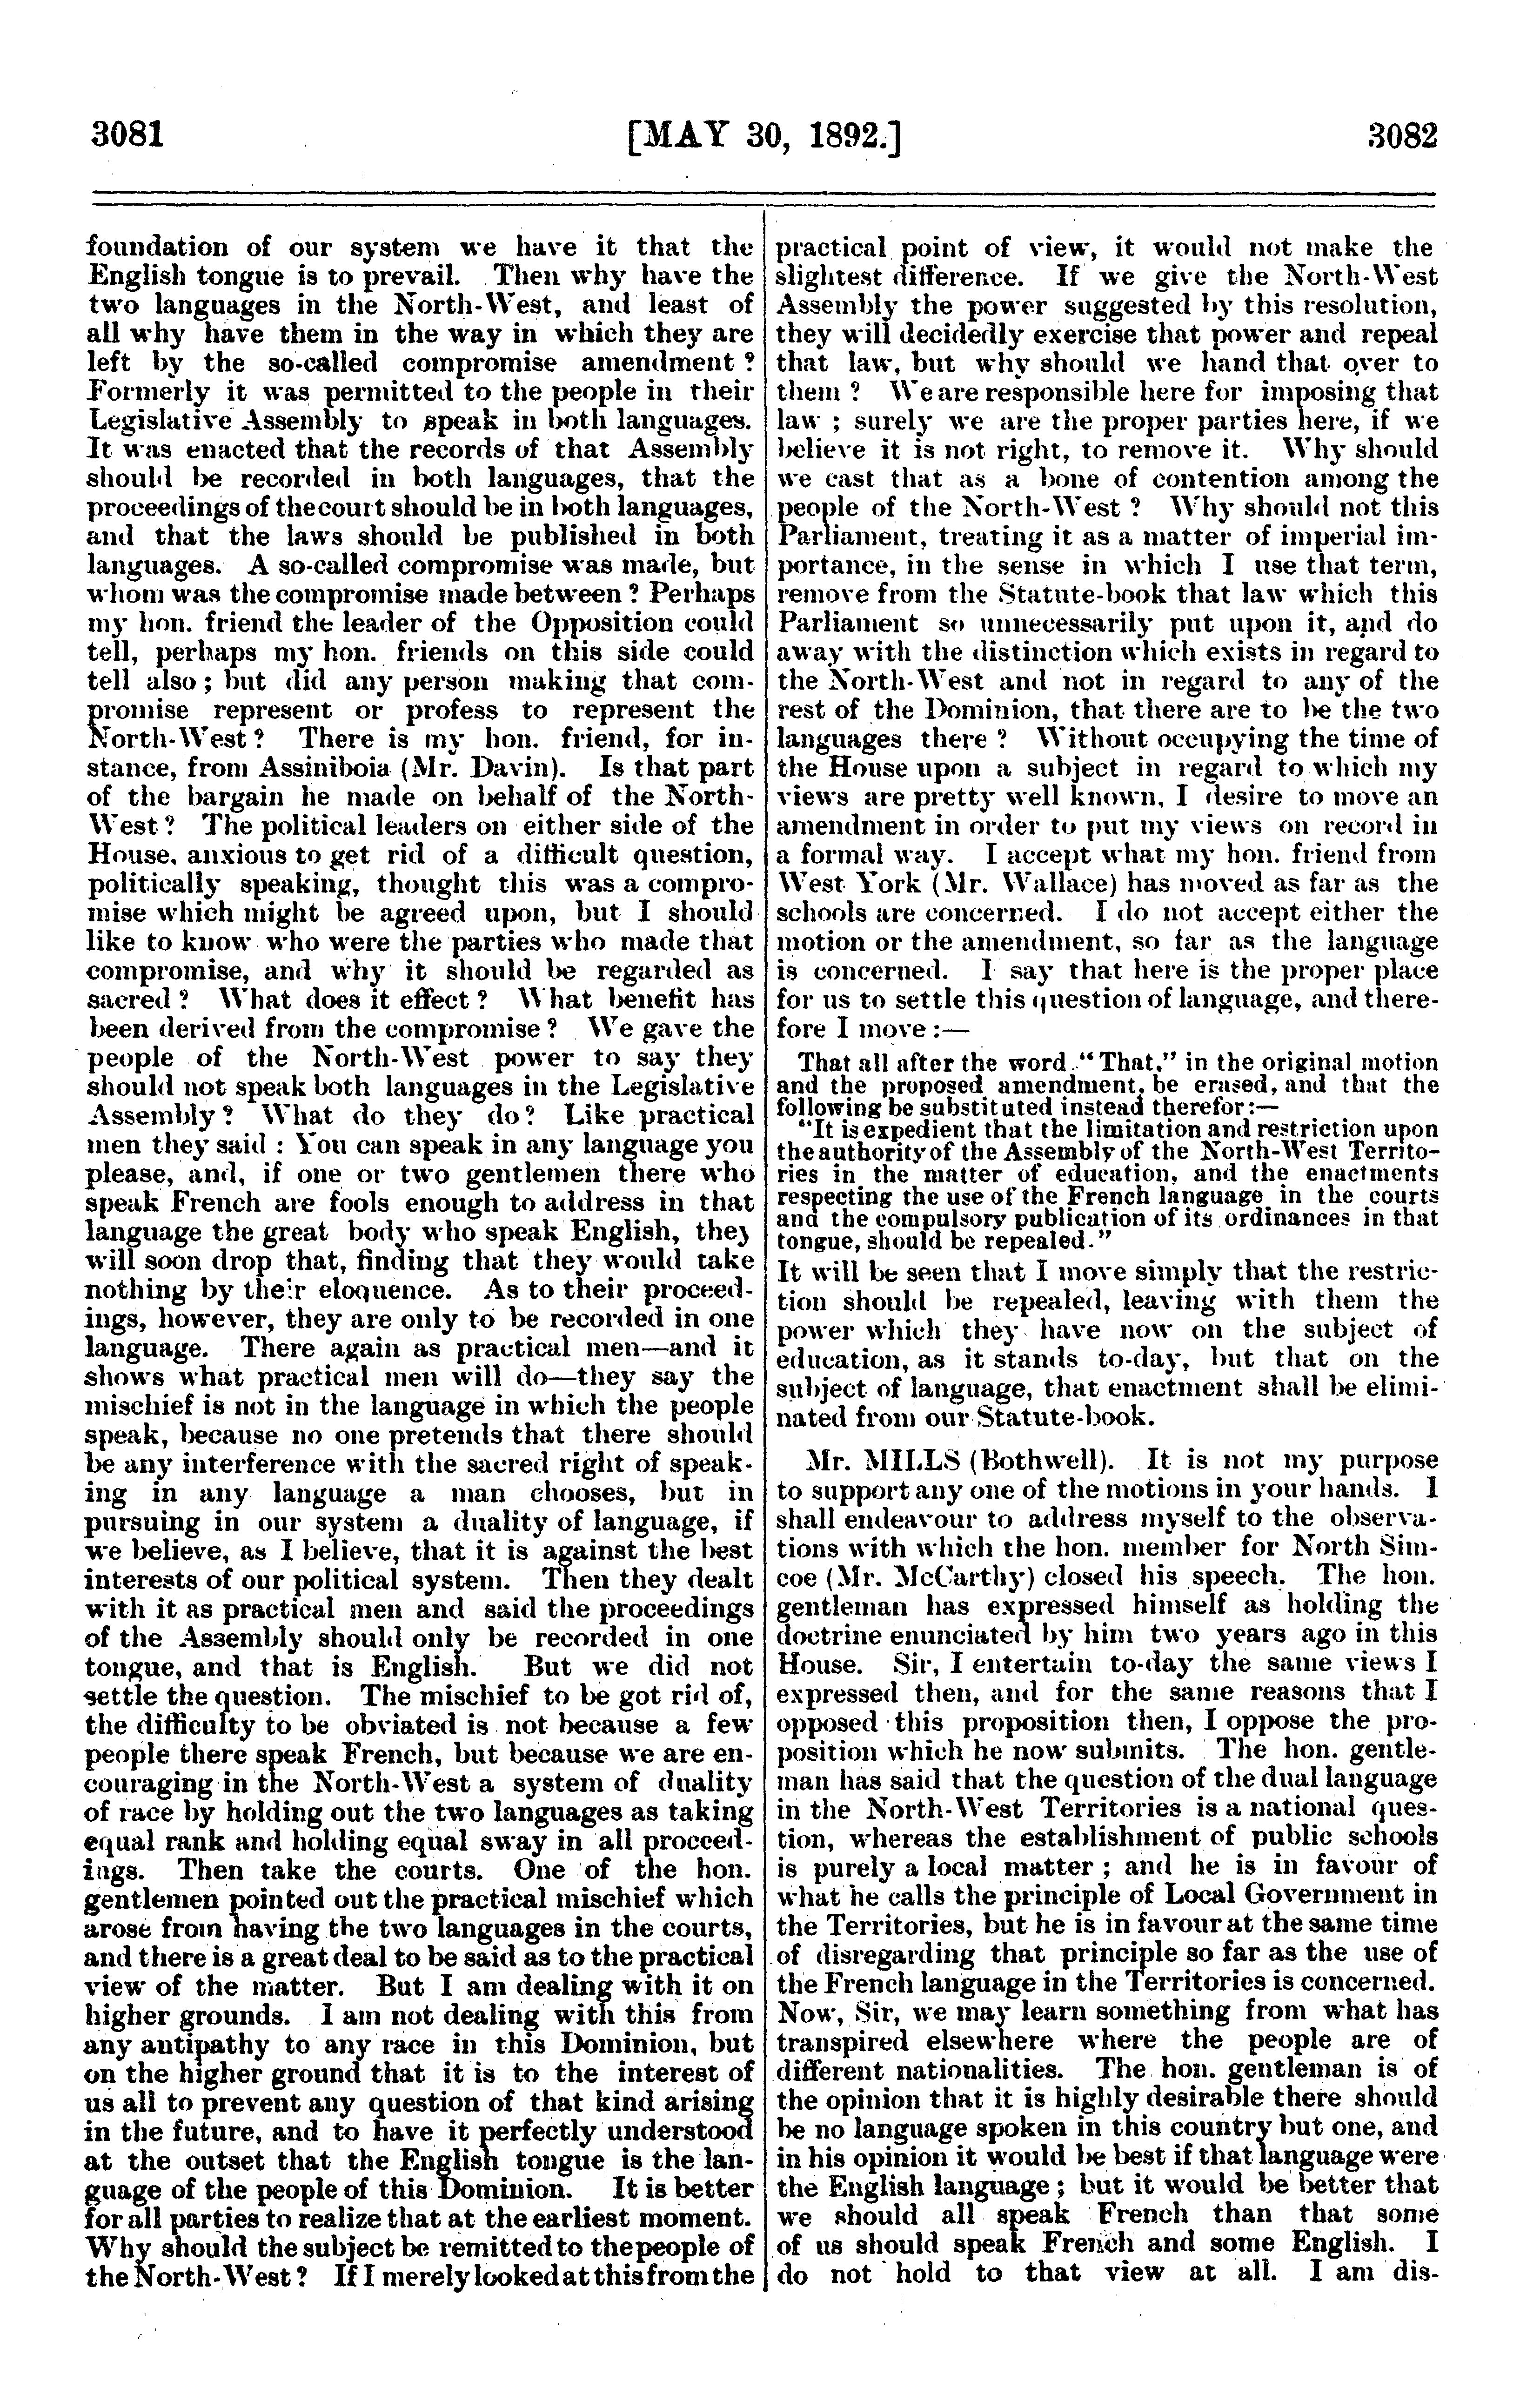 3081 [MAY 30, 1892.] 3082
foundation of our system we have it that the
English tongue is to prevail. Then why have the
two languages in the North-West, and least of
all why have them in the way in which they are
left by the so-called compromise amendment ?
Formerly it was permitted to the people in their
Legislative Assembly to speak in both languages.
It was enacted that the records of that Assembly
should be recorded in both languages, that the
proceedings of the court should be in both languages,
and that the laws should be published in both
languages. A so-called compromise was made, but
whom was the compromise made between ? Perhaps
my hon. friend the leader of the Opposition could
tell, perhaps my hon. friends on this side could
tell also ; but did any person making that com-
promise represent or profess to represent the
North-West ? There is my hon. friend, for in-
stance, from Assiniboia (Mr. Davin). Is that part
of the bargain he made on behalf of the North-
West ? The political leaders on either side of the
House, anxious to get rid of a difficult question,
politically speaking, thought this was a compro-
mise which might be agreed upon, but I should
like to know who were the parties who made that
compromise, and why it should be regarded as
sacred ? What does it effect ? What benefit has
been derived from the compromise ? We gave the
people of the North-West power to say they
should not speak both languages in the Legislative
Assembly ? What do they do ? Like practical
men they said : You can speak in any language you
please, and, if one or two gentlemen there who
speak French are fools enough to address in that
language the great body who speak English, they
will soon drop that, finding that they would take
nothing by their eloquence. As to their proceed-
ings, however, they are only to be recorded in one
language. There again as practical men—and it
shows what practical men will do—they say the
mischief is not in the language in which the people
speak, because no one pretends that there should
be any interference with the sacred right of speak-
ing in any language a man chooses, but in
pursuing in our system a duality of language, if
we believe, as I believe, that it is against the best
interests of our political system. Then they dealt
with it as practical men and said the proceedings
of the Assembly should only be recorded in one
tongue, and that is English. But we did not
settle the question. The mischief to be got rid of,
the difficulty to be obviated is not because a few
people there speak French, but because we are en-
couraging in the North-West a system of duality
of race by holding out the two languages as taking
equal rank and holding equal sway in all proceed-
ings. Then take the courts. One of the hon.
gentlemen pointed out the practical mischief which
arose from having the two languages in the courts,
and there is a great deal to be said as to the practical
view of the matter. But I am dealing with it on
higher grounds. I am not dealing with this from
any antipathy to any race in this Dominion, but
on the higher ground that it is to the interest of
us all to prevent any question of that kind arising
in the future, and to have it perfectly understood
at the outset that the English tongue is the lan-
guage of the people of this Dominion. It is better
for all parties to realize that at the earliest moment.
Why should the subject be remitted to the people of
the North-West ? If I merely looked at this from the
practical point of view, it would not make the
slightest difference. If we give the North-West
Assembly the power suggested by this resolution,
they will decidedly exercise that power and repeal
that law, but why should we hand that over to
them ? We are responsible here for imposing that
law ; surely we are the proper parties here, if we
believe it is not right, to remove it. Why should
we cast that as a bone of contention among the
people of the North-West ? Why should not this
Parliament, treating it as a matter of imperial im-
portance, in the sense in which I use that term,
remove from the Statute-book that law which this
Parliament so unnecessarily put upon it, and do
away with the distinction which exists in regard to
the North-West and not in regard to any of the
rest of the Dominion, that there are to be the two
languages there ? Without occupying the time of
the House upon a subject in regard to which my
views are pretty well known, I desire to move an
amendment in order to put my views on record in
a formal way. I accept what my hon. friend from
West York (Mr. Wallace) has moved as far as the
schools are concerned. I do not accept either the
motion or the amendment, so far as the language
is concerned. I say that here is the proper place
for us to settle this question of language, and there-
fore I move :—
That all after the word "That," in the original motion
and the proposed amendment, be erased, and that the
following be substituted instead therefor:—
"It is expedient that the limitation and restriction upon
the authority of the Assembly of the North-West Territo-
ries in the matter of education, and the enactments
respecting the use of the French language in the courts
and the compulsory publication of its ordinances in that
tongue, should be repealed."
It will be seen that I move simply that the restric-
tion should be repealed, leaving with them the
power which they have now on the subject of
education, as it stands to-day, but that on the
subject of language, that enactment shall be elimi-
nated from our Statute-book.
Mr. MILLS (Bothwell). It is not my purpose
to support any one of the motions in your hands. I
shall endeavour to address myself to the observa-
tions with which the hon. member for North Sim-
coe (Mr. McCarthy) closed his speech. The hon.
gentleman has expressed himself as holding the
doctrine enunciated by him two years ago in this
House. Sir, I entertain to-day the same views I
expressed then, and for the same reasons that I
opposed this proposition then, I oppose the pro-
position which he now submits. The hon. gentle-
man has said that the question of the dual language
in the North-West Territories is a national ques-
tion, whereas the establishment of public schools
is purely a local matter ; and he is in favour of
what he calls the principle of Local Government in
the Territories, but he is in favour at the same time
of disregarding that principle so far as the use of
the French language in the Territories is concerned.
Now, Sir, we may learn something from what has
transpired elsewhere where the people are of
different nationalities. The hon. gentleman is of
the opinion that it is highly desirable there should
be no language spoken in this country but one, and
in his opinion it would be best if that language were
the English language ; but it would be better that
we should all speak French than that some
of us should speak French and some English. I
do not hold to that view at all. I am dis-